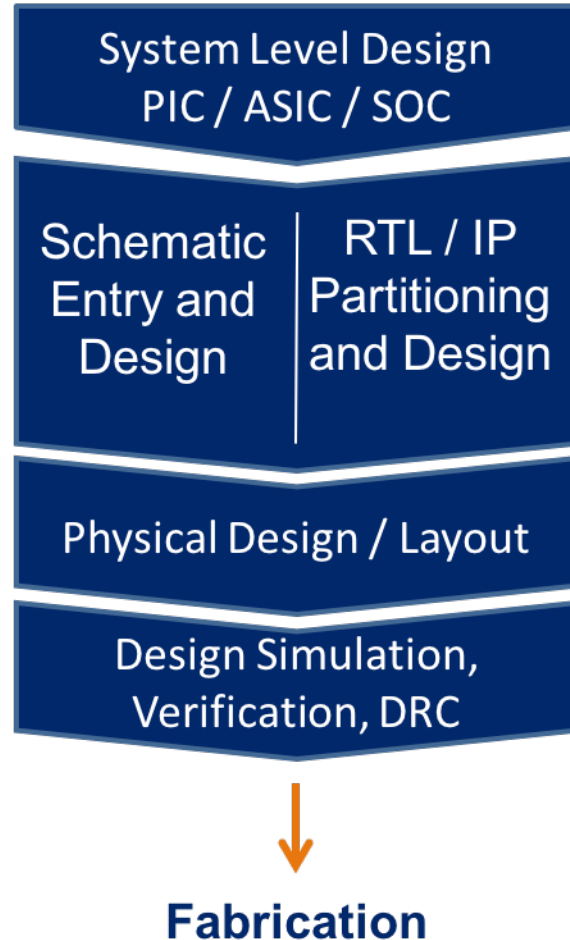 System Level Design
PIC / ASIC / SOC
Schematic
Entry and
Design
RTL / IP
Partitioning
and Design
Physical Design / Layout
Design Simulation,
Verification, DRC
Fabrication